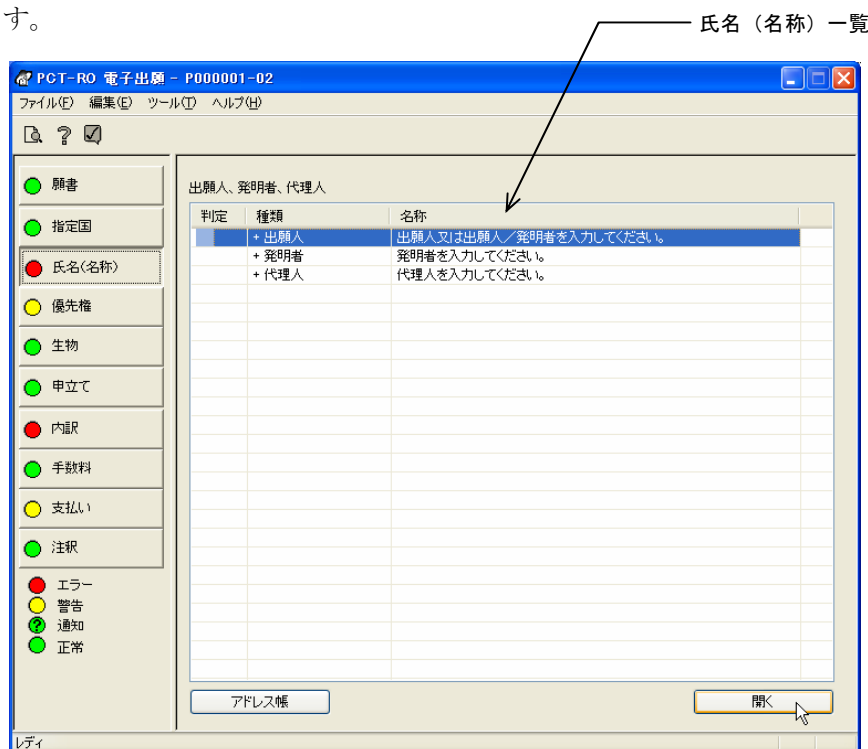 す。
氏名（名称）一覧
PCT-RO 電子出願 - P000001-02
ファイル(F) 編集(E) ツール(T) ヘルプ(H)
願書
指定国
氏名(名称)
優先権
生物
申立て
内訳
手数料
支払い
注釈
エラー
警告
? 通知
正常
出願人、発明者、代理人
判定 種類 名称
+ 出願人 出願人又は出願人／発明者を入力してください。
+ 発明者 発明者を入力してください。
+ 代理人 代理人を入力してください。
アドレス帳
開く
レディ